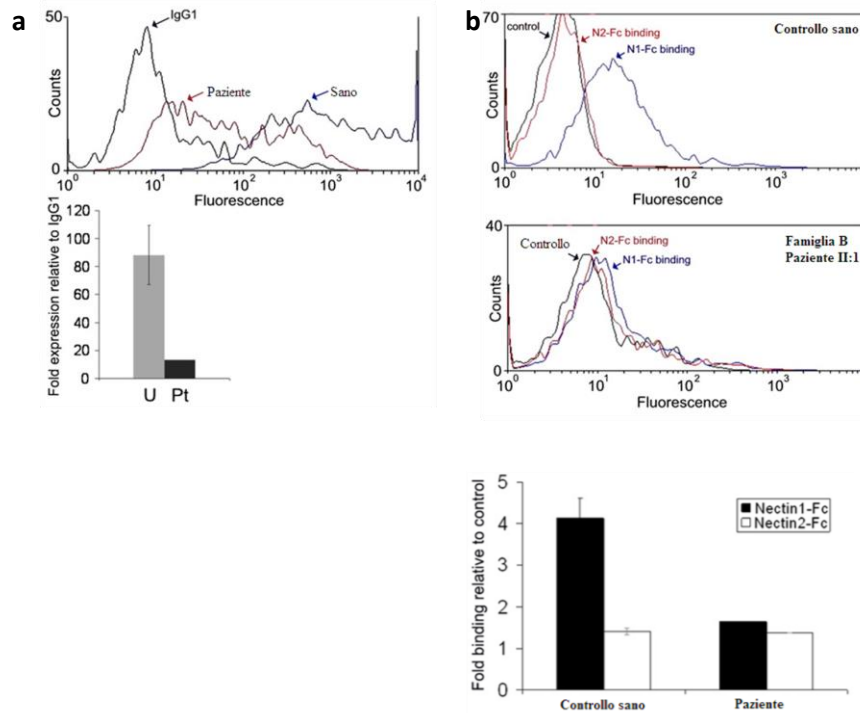 a
50
25
0
Counts
IgG1
Paziente
Sano
10^0
10^1
10^2
10^3
10^4
Fluorescence
Fold expression relative to IgG1
120
100
80
60
40
20
0
U Pt
b
70
0
Counts
control
N2-Fc binding
N1-Fc binding
Controllo sano
10^0
10^1
10^2
10^3
Fluorescence
40
0
Counts
Controllo
N2-Fc binding
N1-Fc binding
Famiglia B
Paziente II:1
10^0
10^1
10^2
10^3
Fluorescence
Fold binding relative to control
5
4
3
2
1
0
Nectin1-Fc
Nectin2-Fc
Controllo sano
Paziente